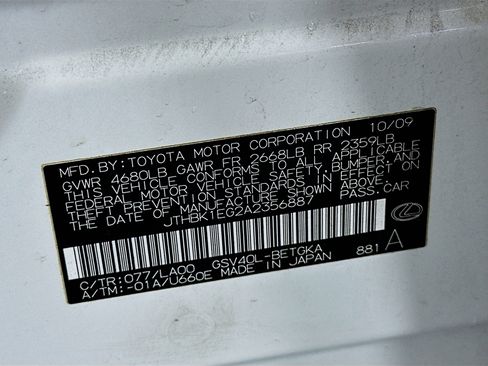 MFD. BY: TOYOTA MOTOR CORPORATION 10/09
GVWR 4680LB GAWR FR 2668LB RR 2359LB
THIS VEHICLE CONFORMS TO ALL APPLICABLE
FEDERAL MOTOR VEHICLE SAFETY, BUMPER, AND
THEFT PREVENTION STANDARDS IN EFFECT ON
THE DATE OF MANUFACTURE SHOWN ABOVE.
JTHBK1EG2A2356887 PASS-CAR
C/TR: 077/LA00 GSV40L-BETGKA
A/TM: -01A/U660E MADE IN JAPAN 881 A